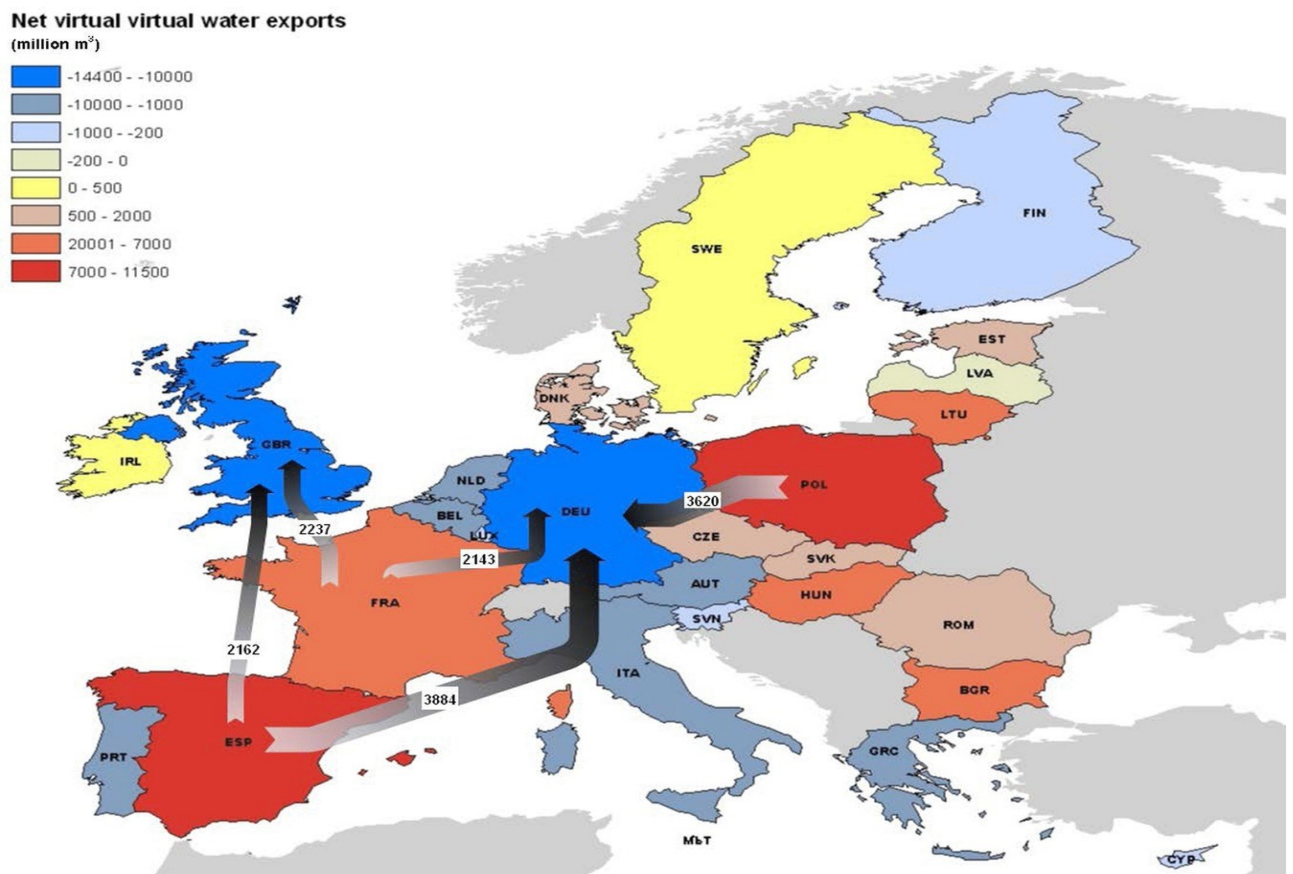 Net virtual virtual water exports
(million m³)
-14400 - -10000
-10000 - -1000
-1000 - -200
-200 - 0
0 - 500
500 - 2000
20001 - 7000
7000 - 11500
FIN
SWE
EST
LVA
DNK
LTU
GBR
IRL
NLD
POL
3620
BEL
DEU
2237
LUX
CZE
2143
SVK
AUT
HUN
FRA
SVN
ROM
2162
ITA
BGR
3884
ESP
GRC
PRT
MLT
CYP